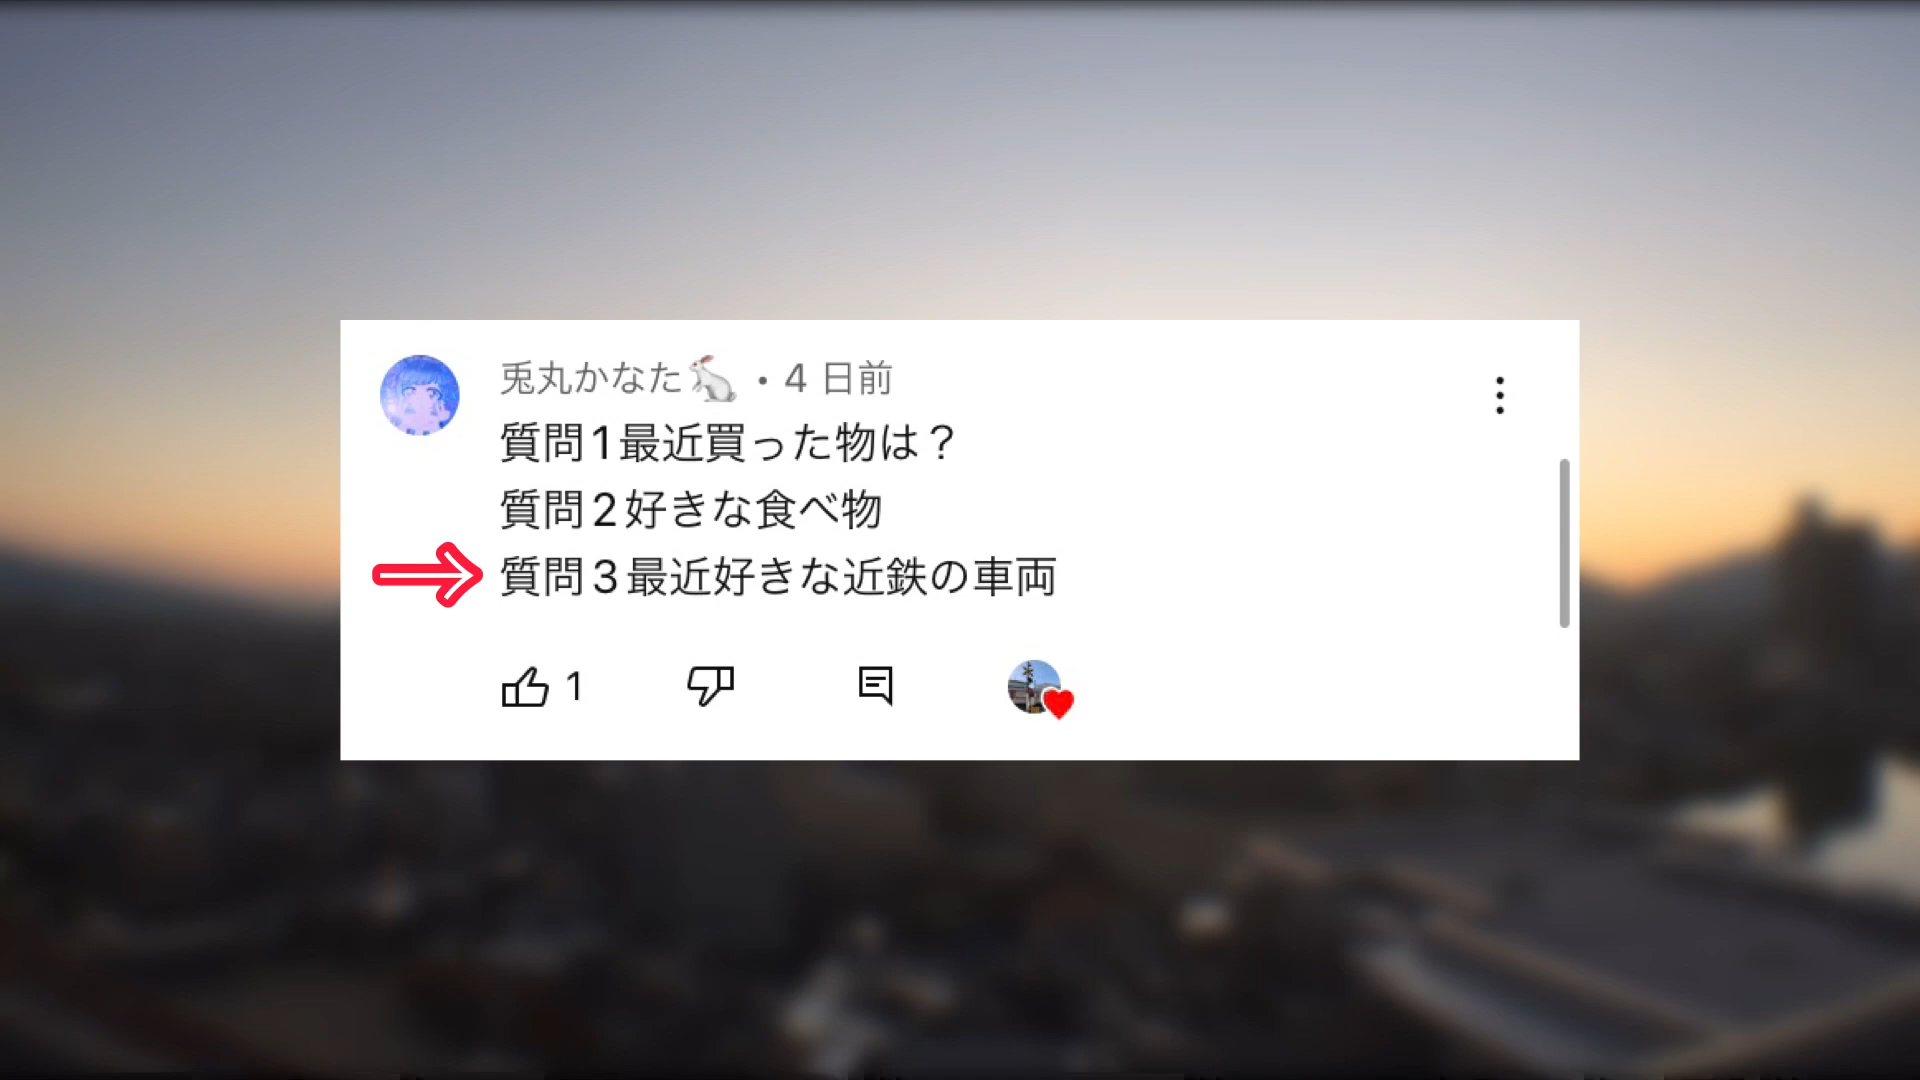 兎丸かなた🐇 • 4 日前
質問1最近買った物は？
質問2好きな食べ物
質問3最近好きな近鉄の車両
1